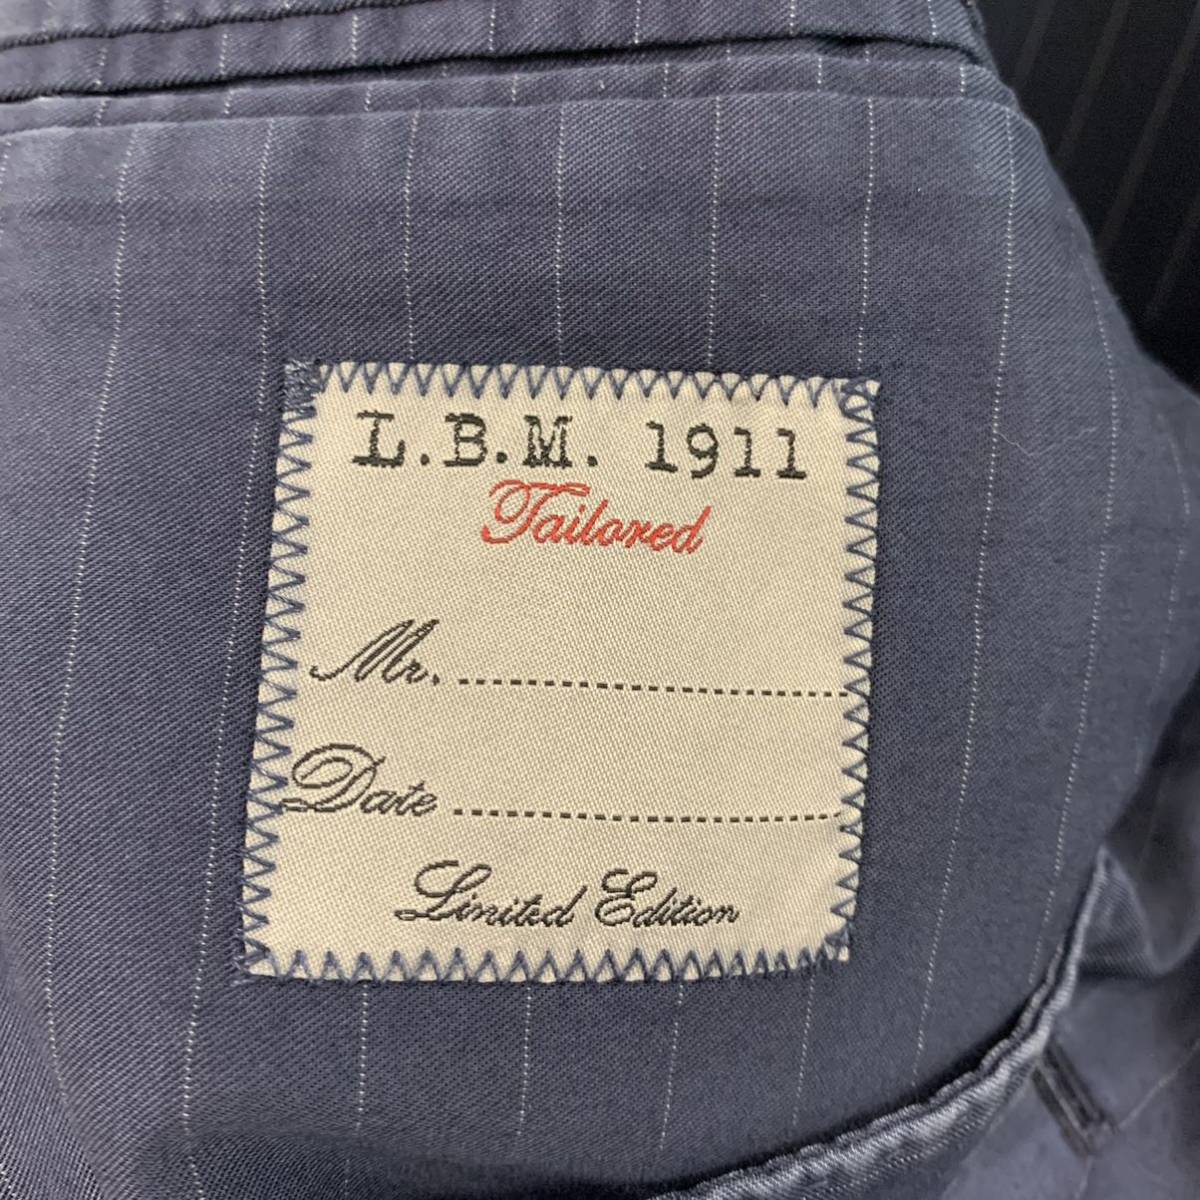 L.B.M. 1911
Tailored
Mr. ........................................
Date ........................................
Limited Edition